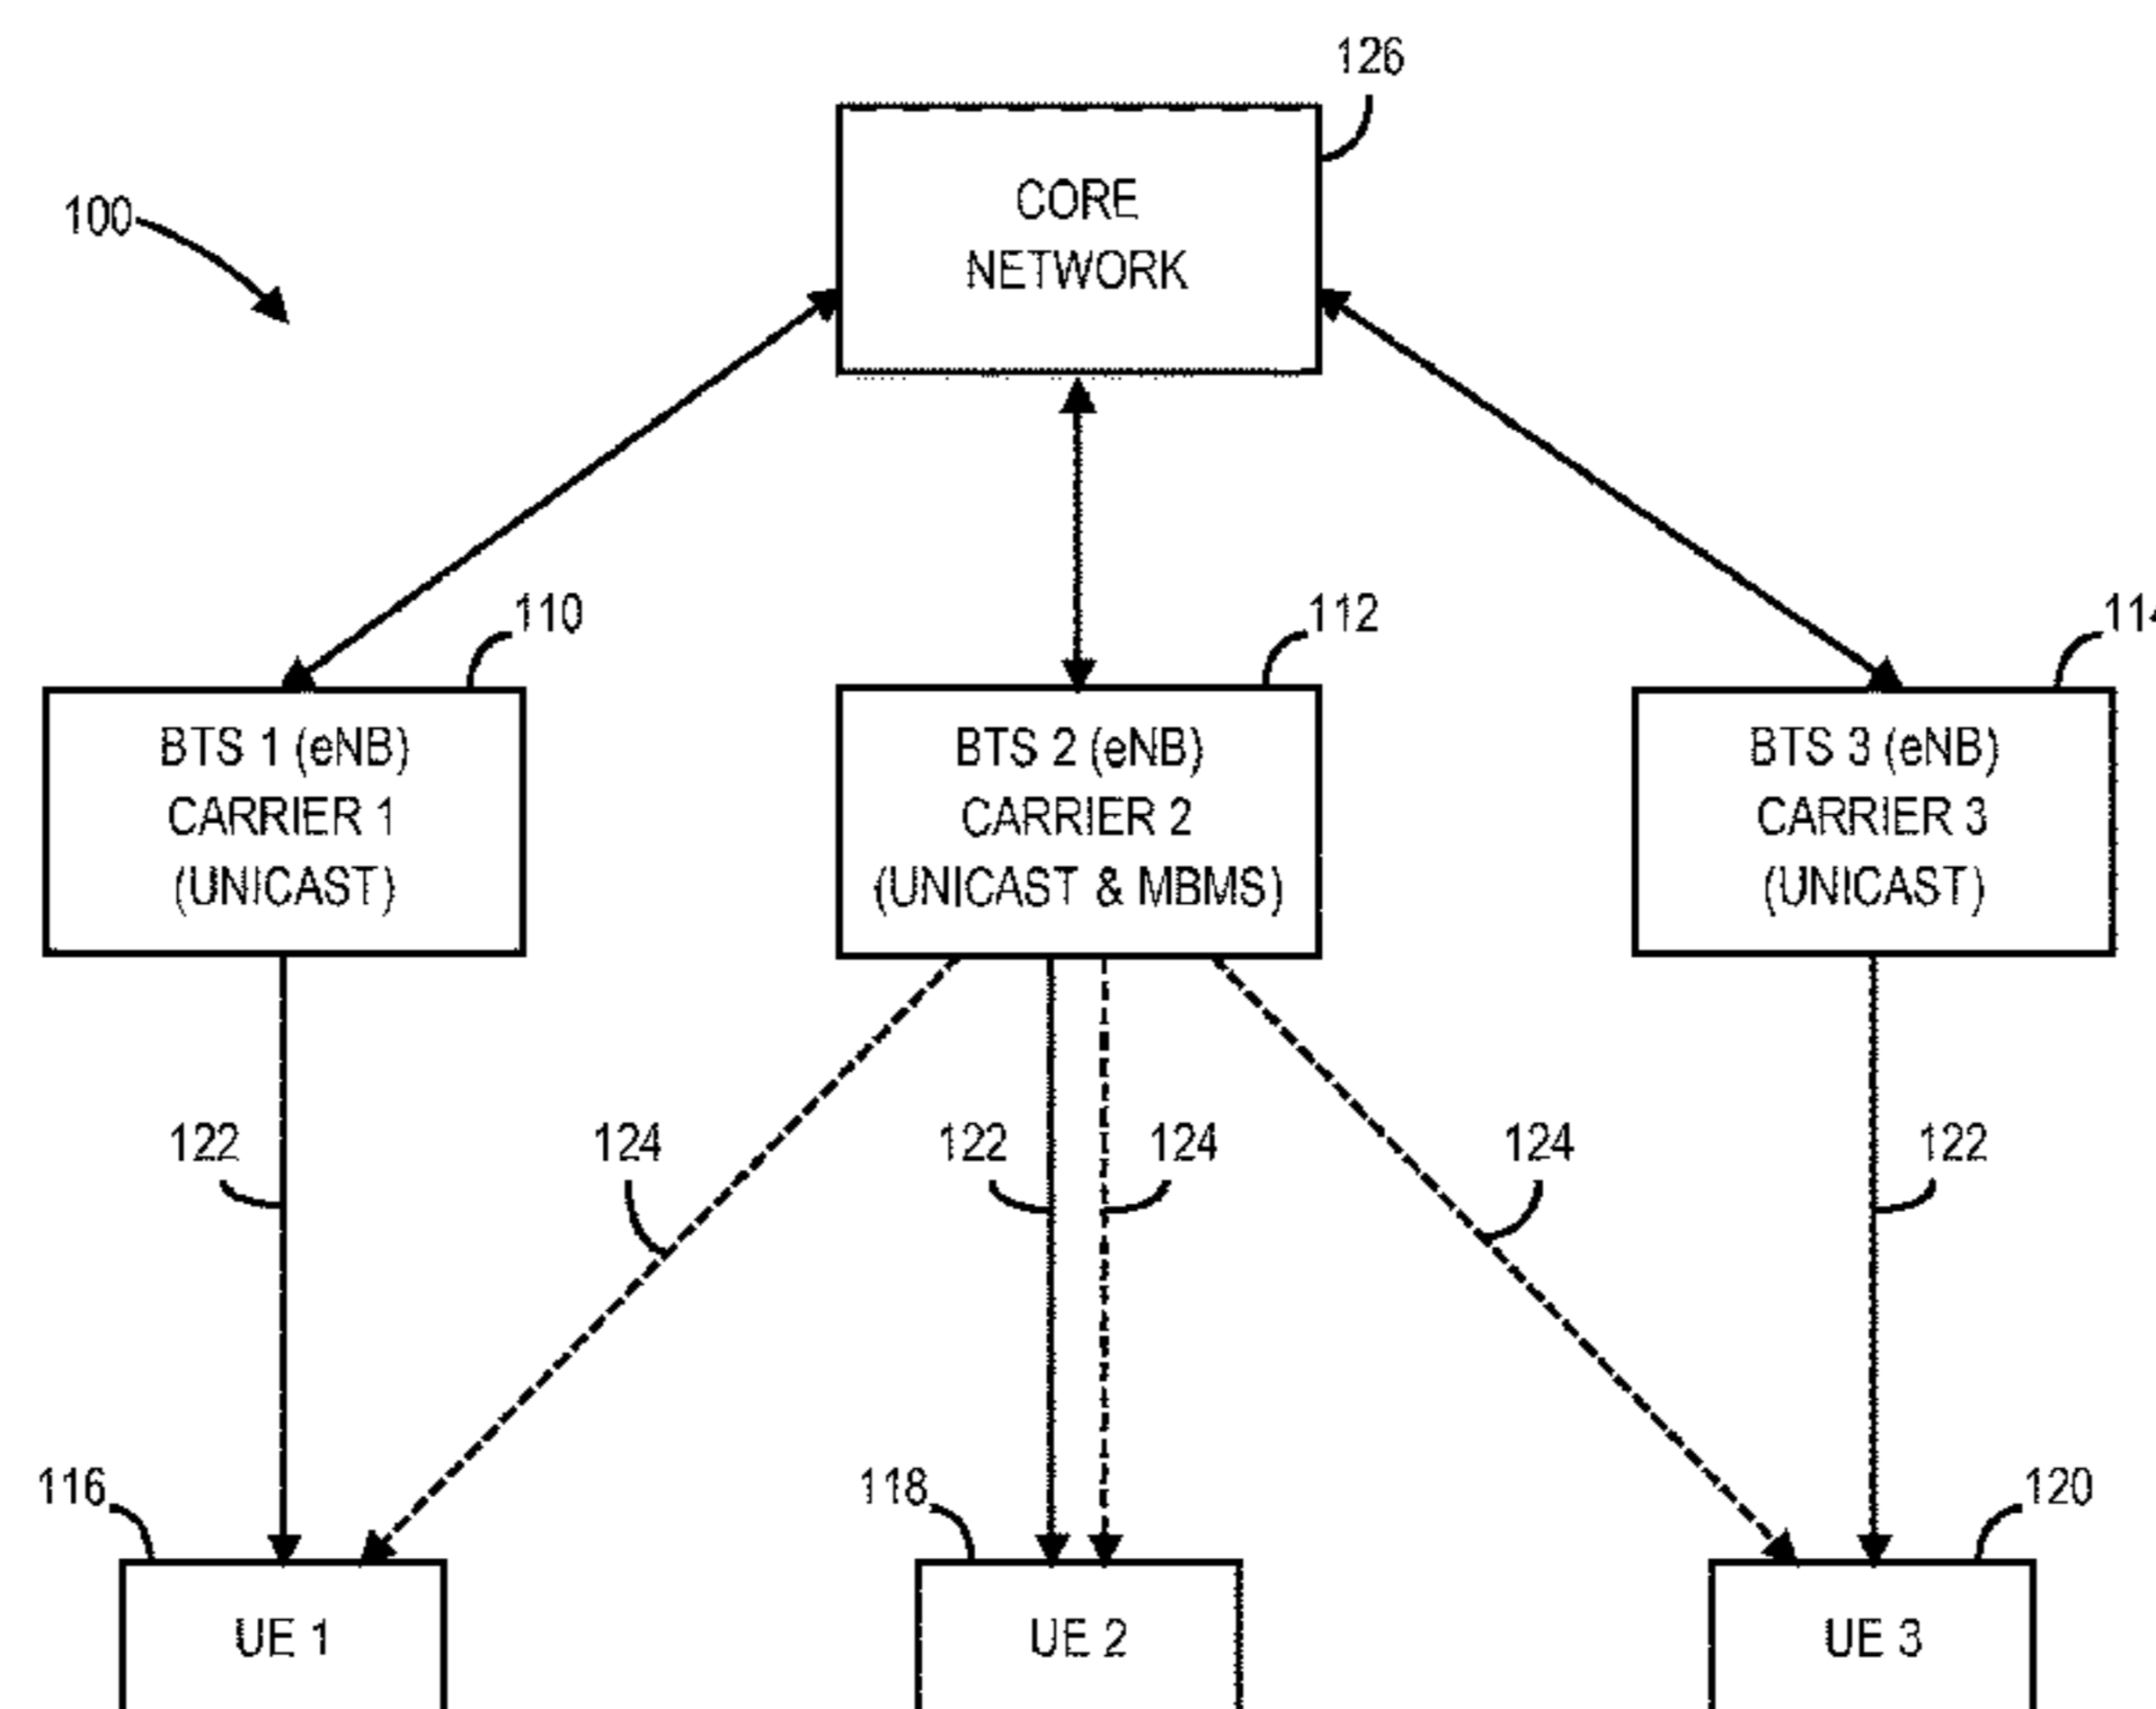 126
CORE
NETWORK
100
110
112
114
BTS 1 (eNB)
CARRIER 1
(UNICAST)
BTS 2 (eNB)
CARRIER 2
(UNICAST & MBMS)
BTS 3 (eNB)
CARRIER 3
(UNICAST)
122
124
122
124
124
122
116
118
120
UE 1
UE 2
UE 3